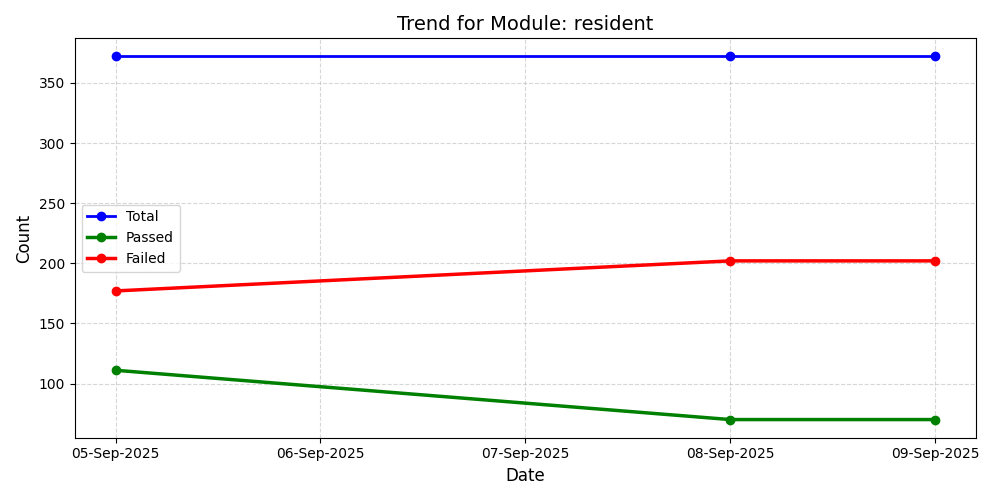 Trend for Module: resident
Count
350
300
250
200
150
100
Total
Passed
Failed
05-Sep-2025
06-Sep-2025
07-Sep-2025
08-Sep-2025
09-Sep-2025
Date